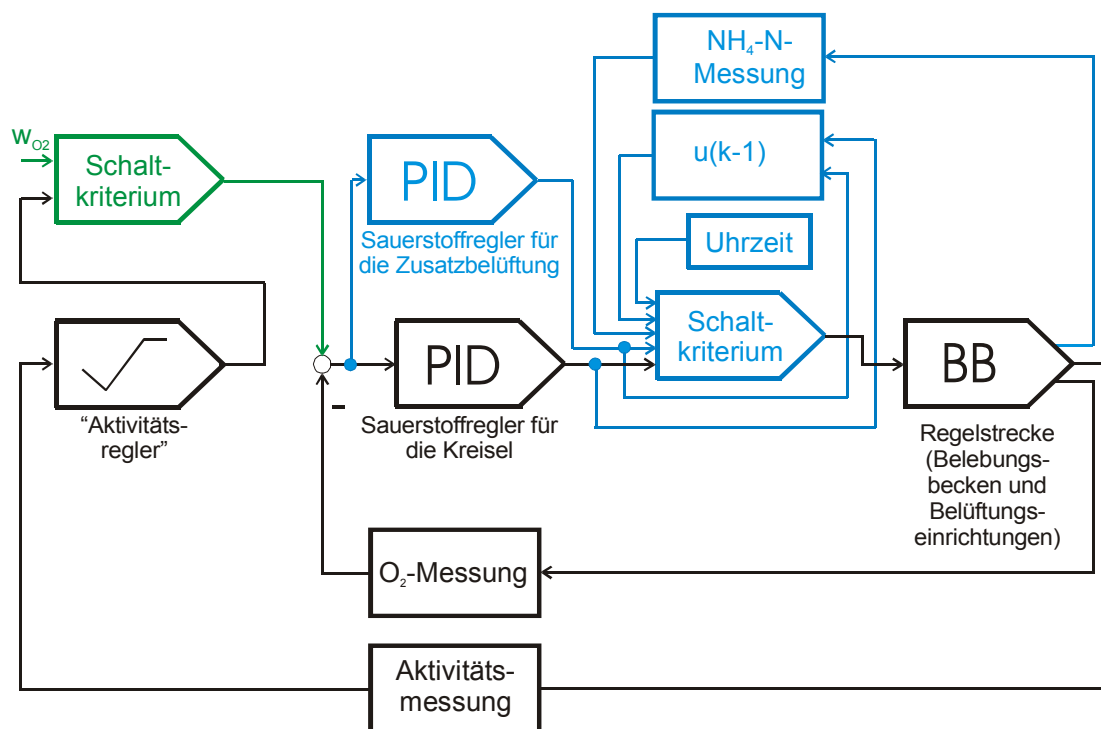 NH₄-N-
Messung
u(k-1)
Uhrzeit
wO2
Schalt-
kriterium
PID
Sauerstoffregler für
die Zusatzbelüftung
Schalt-
kriterium
“Aktivitäts-
regler”
PID
Sauerstoffregler für
die Kreisel
BB
Regelstrecke
(Belebungs-
becken und
Belüftungs-
einrichtungen)
–
O₂-Messung
Aktivitäts-
messung